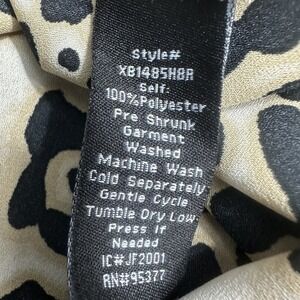 Style#
XB1485H8R
Self:
100%Polyester
Pre Shrunk
Garment
Washed
Machine Wash
Cold Separately
Gentle Cycle
Tumble Dry Low
Press If
Needed
IC#JF2001
RN#95377